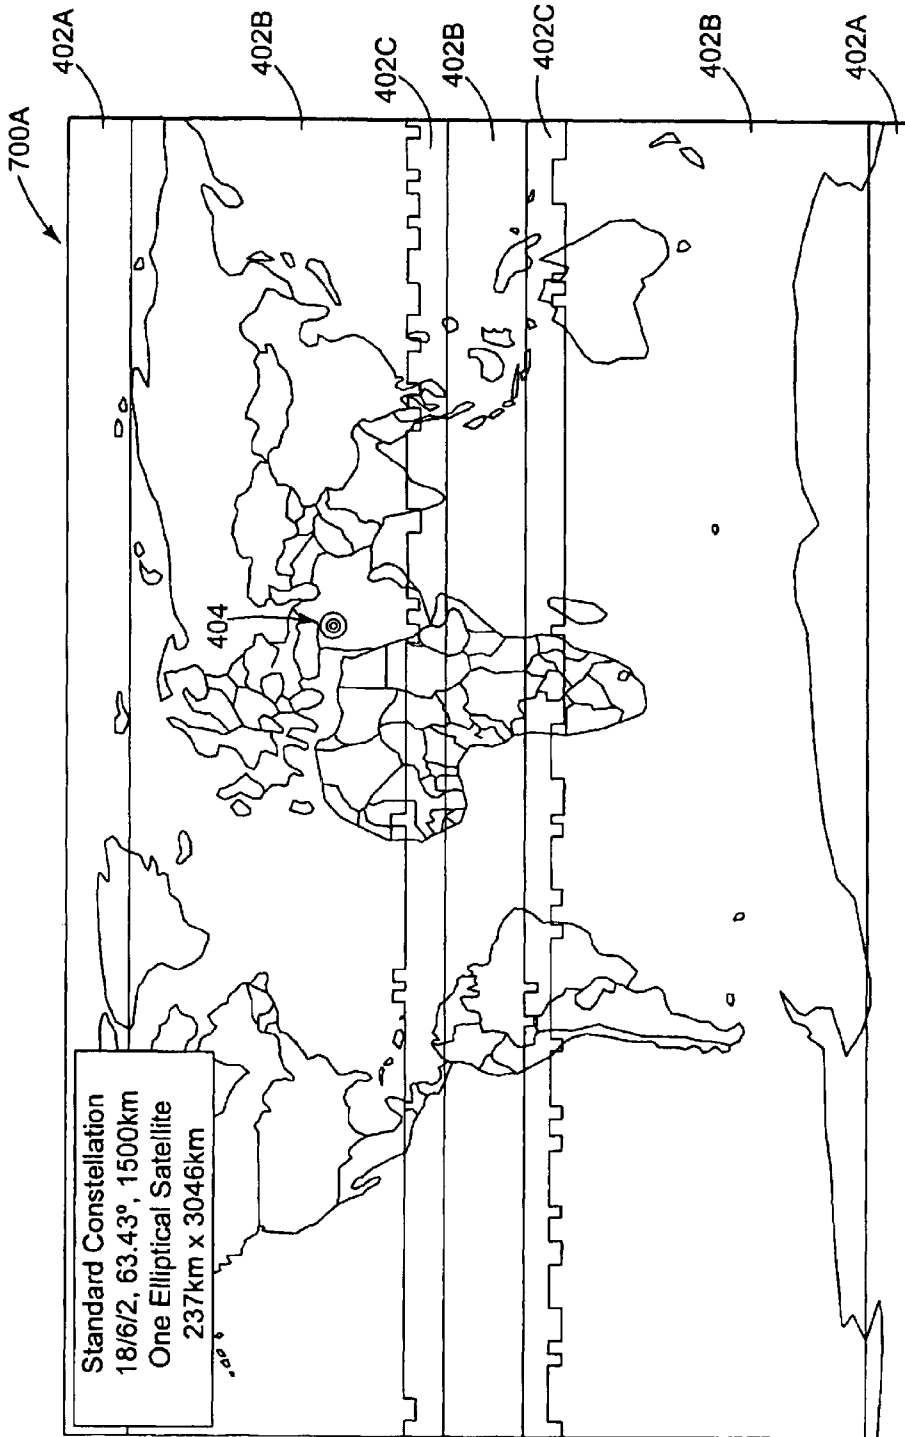 700A
402A
402B
402C
402B
402C
402B
402A
404
Standard Constellation
18/6/2, 63.43º, 1500km
One Elliptical Satellite
237km x 3046km